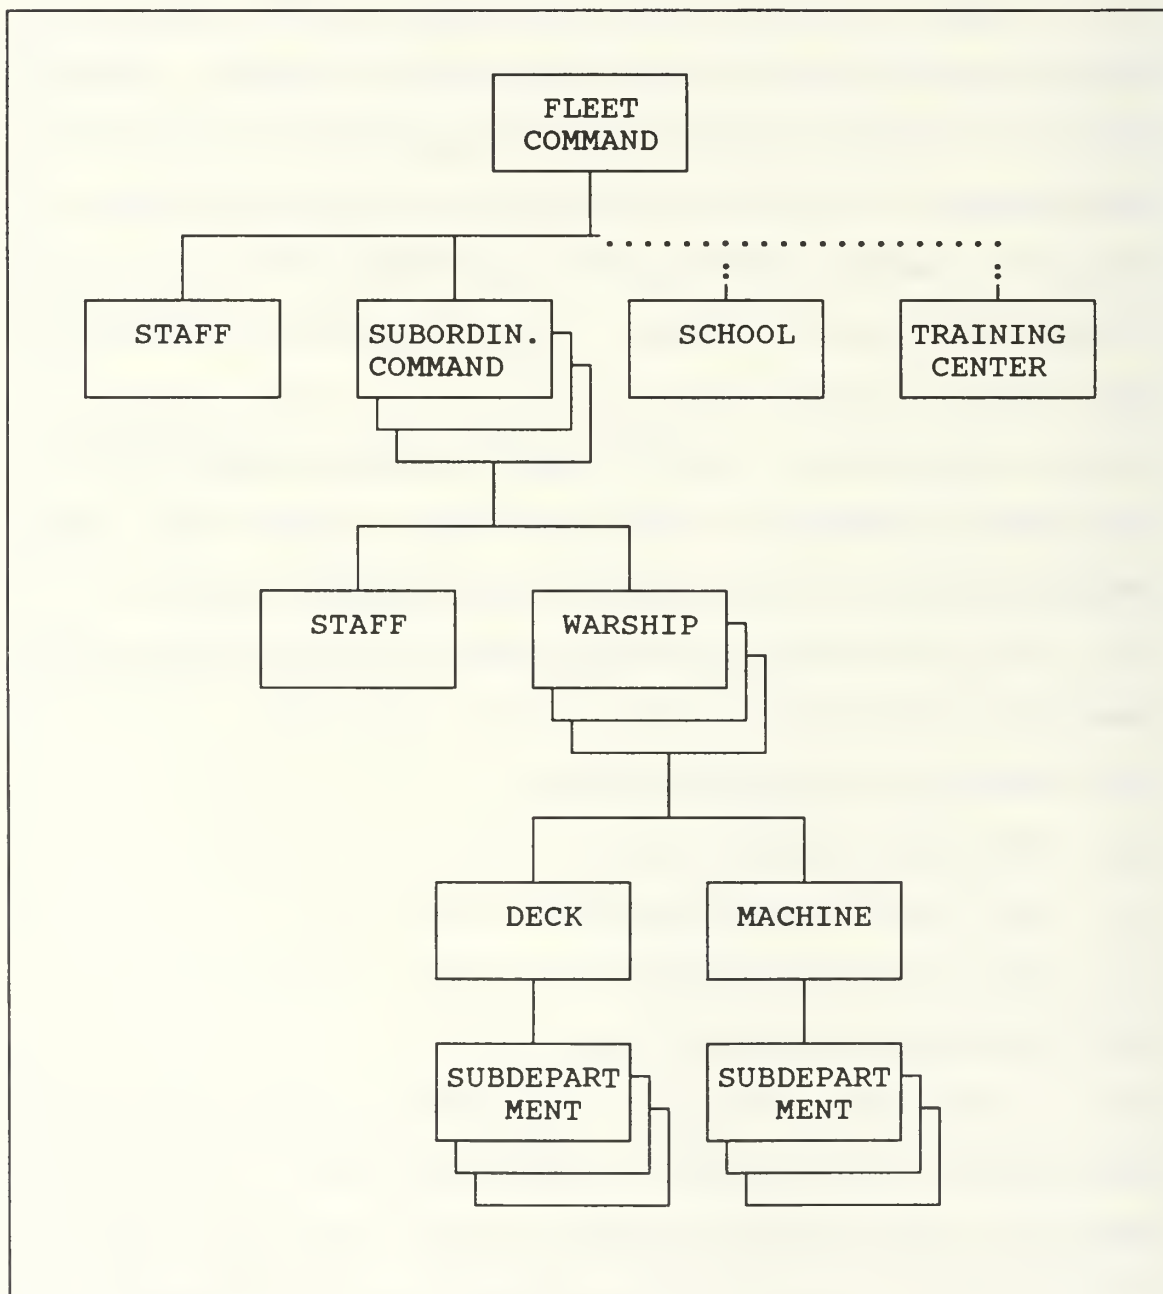 FLEET
COMMAND
STAFF
SUBORDIN.
COMMAND
SCHOOL
TRAINING
CENTER
STAFF
WARSHIP
DECK
MACHINE
SUBDEPART
MENT
SUBDEPART
MENT